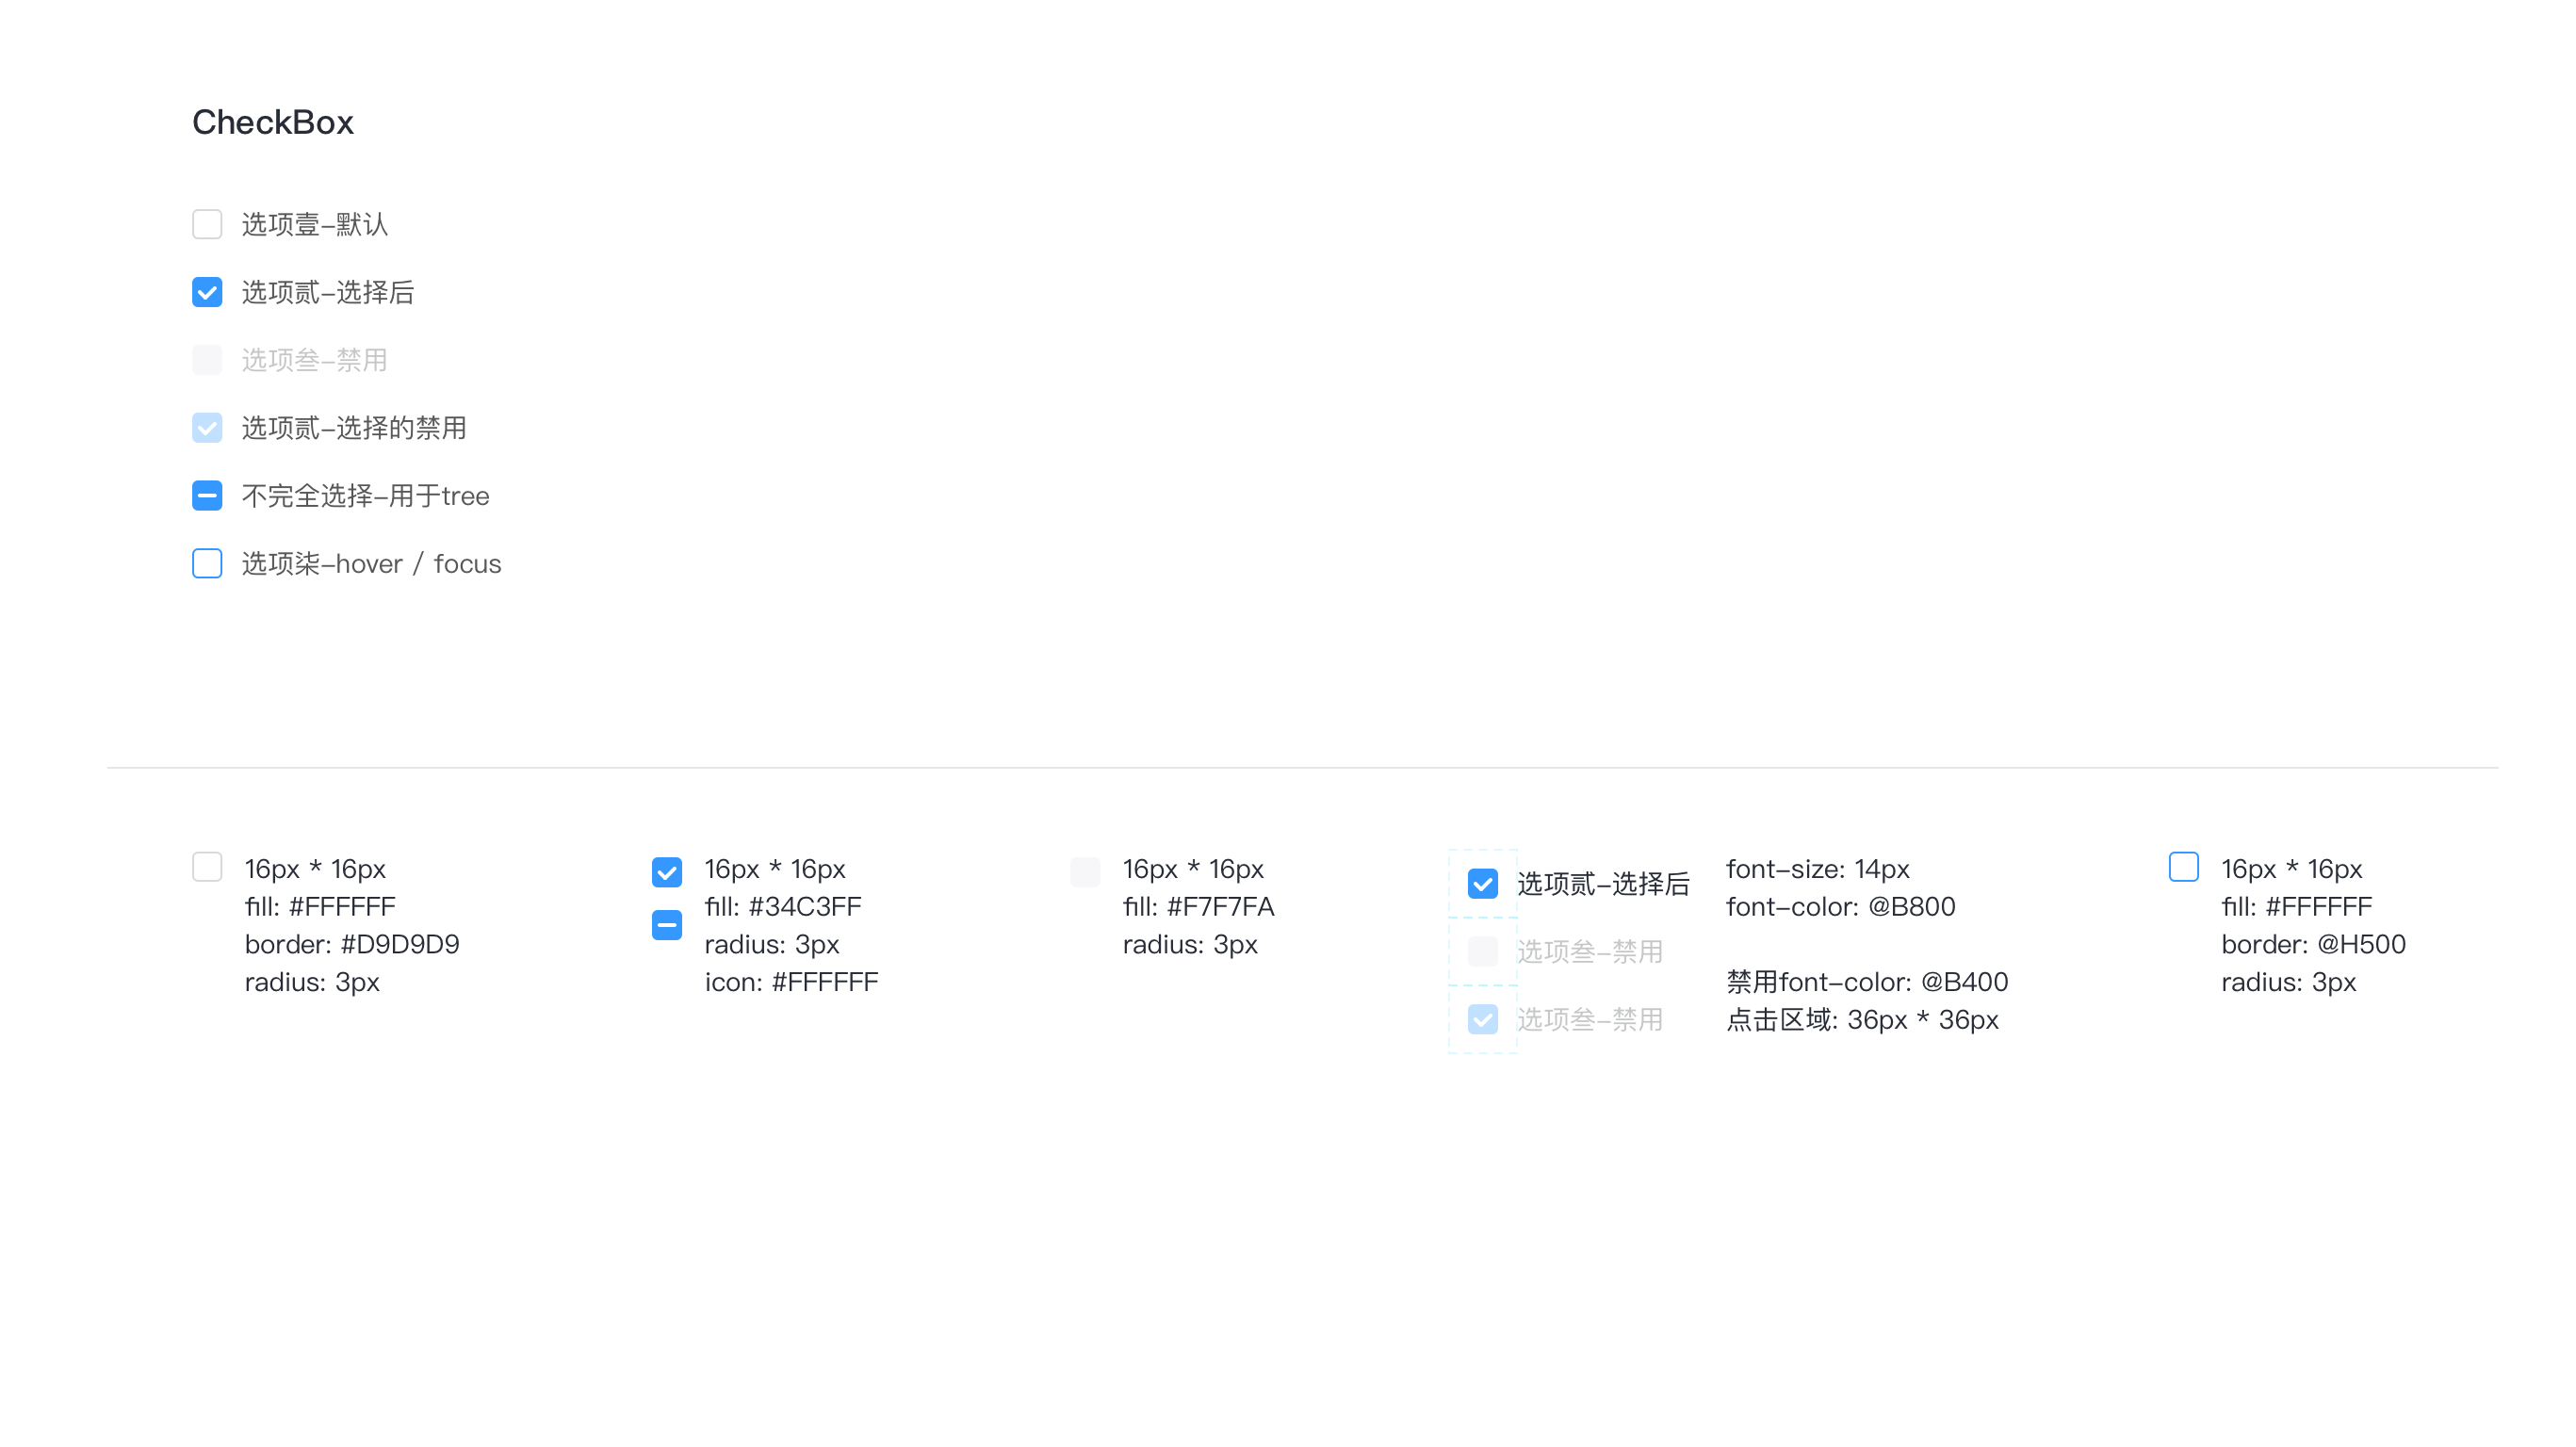 CheckBox
选项壹–默认
选项贰–选择后
选项叁–禁用
选项贰–选择的禁用
不完全选择–用于tree
选项柒–hover / focus
16px * 16px
fill: #FFFFFF
border: #D9D9D9
radius: 3px
16px * 16px
fill: #34C3FF
radius: 3px
icon: #FFFFFF
16px * 16px
fill: #F7F7FA
radius: 3px
选项贰–选择后
选项叁–禁用
选项叁–禁用
font–size: 14px
font–color: @B800
禁用font–color: @B400
点击区域: 36px * 36px
16px * 16px
fill: #FFFFFF
border: @H500
radius: 3px